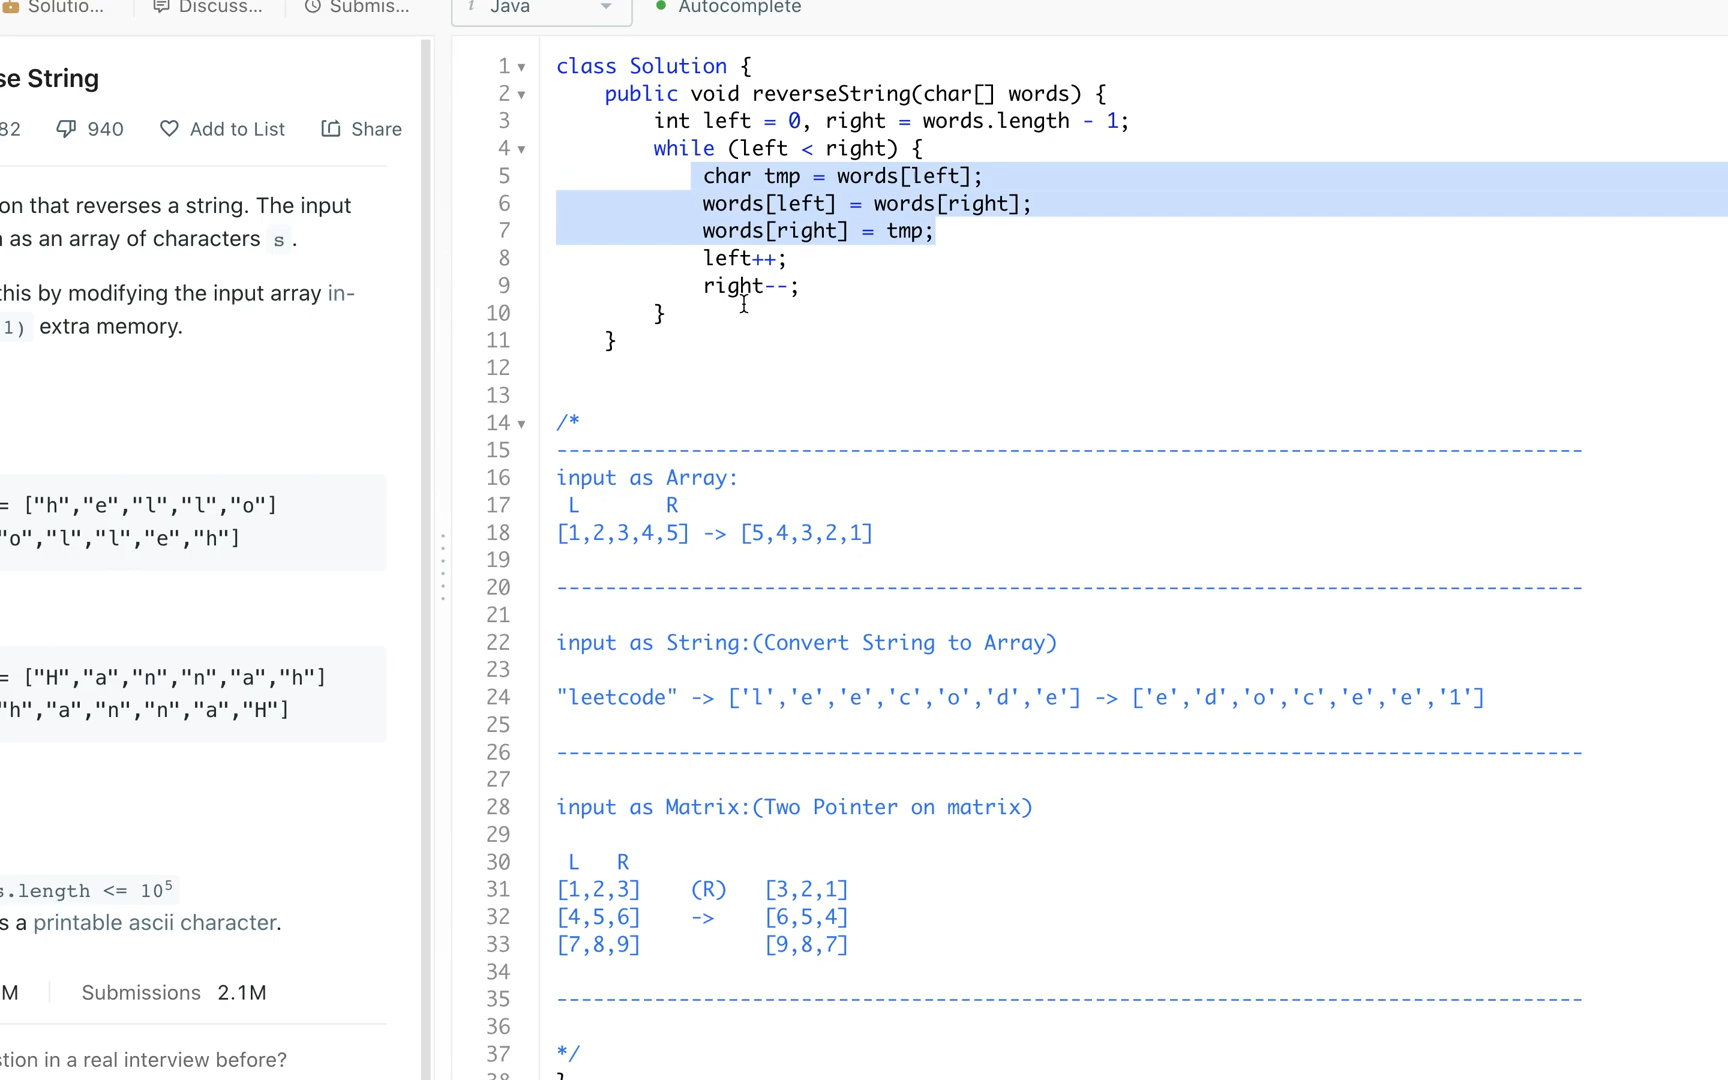 Solutio...
Discuss...
Submis...
i Java
Autocomplete
se String
82 940 Add to List Share
on that reverses a string. The input
as an array of characters s .
this by modifying the input array in-
1) extra memory.
= ["h","e","l","l","o"]
"o","l","l","e","h"]
= ["H","a","n","n","a","h"]
"h","a","n","n","a","H"]
s.length <= 10⁵
s a printable ascii character.
M Submissions 2.1M
stion in a real interview before?
1 class Solution {
2 public void reverseString(char[] words) {
3 int left = 0, right = words.length - 1;
4 while (left < right) {
5 char tmp = words[left];
6 words[left] = words[right];
7 words[right] = tmp;
8 left++;
9 right--;
10 }
11 }
12
13
14 /*
15 ------------------------------------------------------------------------------------
16 input as Array:
17 L R
18 [1,2,3,4,5] -> [5,4,3,2,1]
19
20 ------------------------------------------------------------------------------------
21
22 input as String:(Convert String to Array)
23
24 "leetcode" -> ['l','e','e','c','o','d','e'] -> ['e','d','o','c','e','e','1']
25
26 ------------------------------------------------------------------------------------
27
28 input as Matrix:(Two Pointer on matrix)
29
30 L R
31 [1,2,3] (R) [3,2,1]
32 [4,5,6] -> [6,5,4]
33 [7,8,9] [9,8,7]
34
35 ------------------------------------------------------------------------------------
36
37 */
38 }